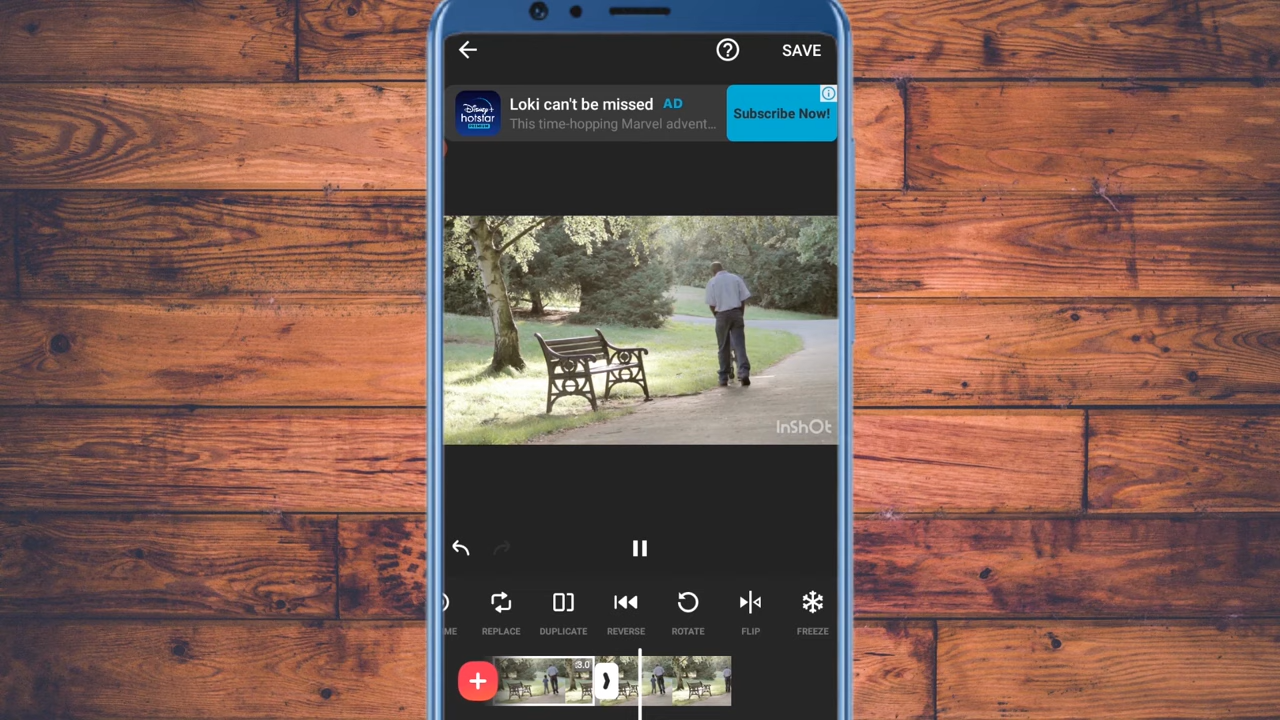 SAVE
Disney+
hotstar
PREMIUM
Loki can't be missed AD
This time-hopping Marvel advent...
Subscribe Now!
InShOt
ME REPLACE DUPLICATE REVERSE ROTATE FLIP FREEZE
3.0